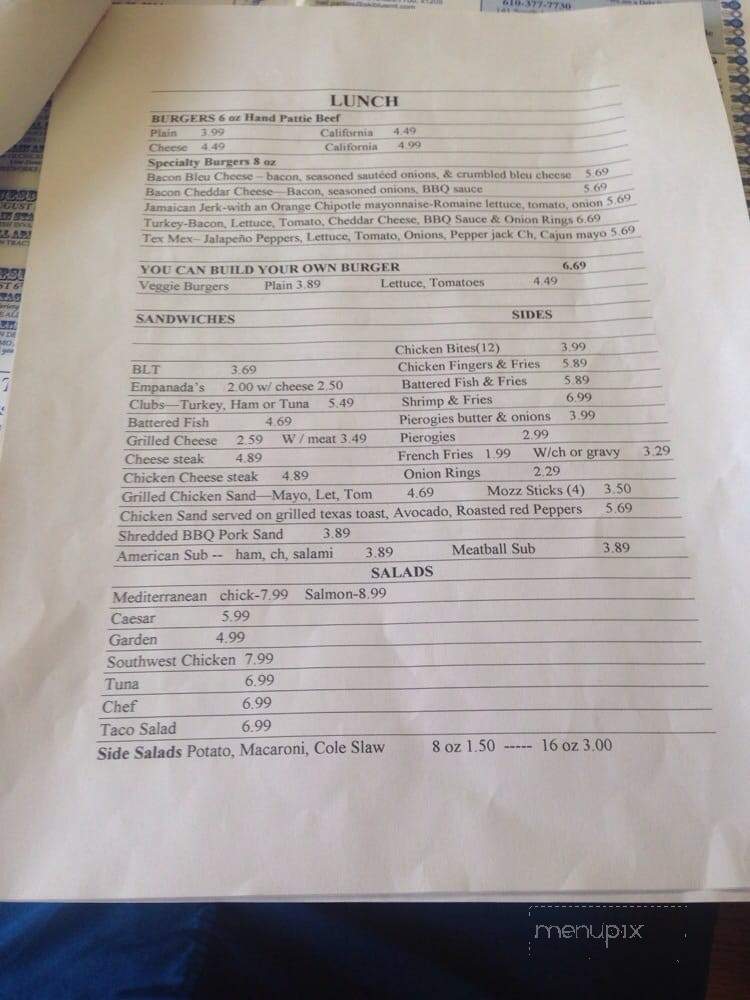 610-377-7730
LUNCH
BURGERS 6 oz Hand Pattie Beef
Plain 3.99 California 4.49
Cheese 4.49 California 4.99
Specialty Burgers 8 oz
Bacon Bleu Cheese – bacon, seasoned sautéed onions, & crumbled bleu cheese 5.69
Bacon Cheddar Cheese—Bacon, seasoned onions, BBQ sauce 5.69
Jamaican Jerk-with an Orange Chipotle mayonnaise-Romaine lettuce, tomato, onion 5.69
Turkey-Bacon, Lettuce, Tomato, Cheddar Cheese, BBQ Sauce & Onion Rings 6.69
Tex Mex– Jalapeño Peppers, Lettuce, Tomato, Onions, Pepper jack Ch, Cajun mayo 5.69
YOU CAN BUILD YOUR OWN BURGER 6.69
Veggie Burgers Plain 3.89 Lettuce, Tomatoes 4.49
SANDWICHES SIDES
Chicken Bites(12) 3.99
BLT 3.69 Chicken Fingers & Fries 5.89
Empanada's 2.00 w/ cheese 2.50 Battered Fish & Fries 5.89
Clubs—Turkey, Ham or Tuna 5.49 Shrimp & Fries 6.99
Battered Fish 4.69 Pierogies butter & onions 3.99
Grilled Cheese 2.59 W / meat 3.49 Pierogies 2.99
Cheese steak 4.89 French Fries 1.99 W/ch or gravy 3.29
Chicken Cheese steak 4.89 Onion Rings 2.29
Grilled Chicken Sand—Mayo, Let, Tom 4.69 Mozz Sticks (4) 3.50
Chicken Sand served on grilled texas toast, Avocado, Roasted red Peppers 5.69
Shredded BBQ Pork Sand 3.89
American Sub -- ham, ch, salami 3.89 Meatball Sub 3.89
SALADS
Mediterranean chick-7.99 Salmon-8.99
Caesar 5.99
Garden 4.99
Southwest Chicken 7.99
Tuna 6.99
Chef 6.99
Taco Salad 6.99
Side Salads Potato, Macaroni, Cole Slaw 8 oz 1.50 ----- 16 oz 3.00
menupix